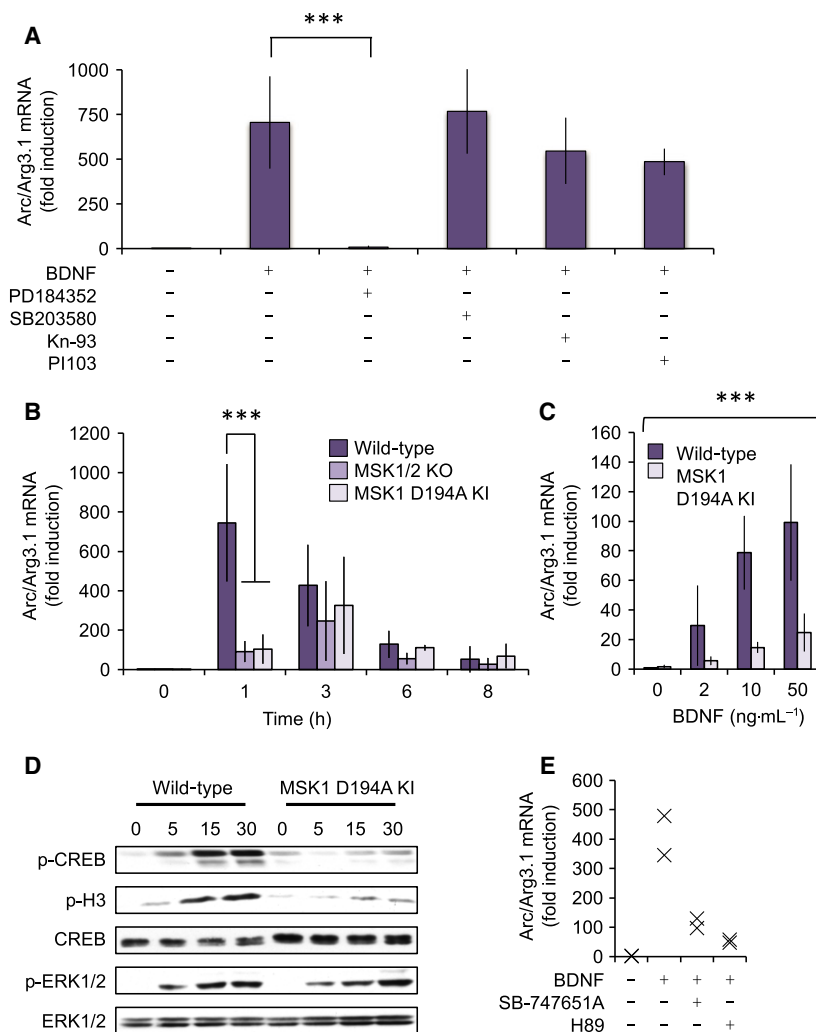 A
***
Arc/Arg3.1 mRNA
(fold induction)
1000
750
500
250
0
BDNF – + + + + +
PD184352 – – + – – –
SB203580 – – – + – –
Kn-93 – – – – + –
PI103 – – – – – +
B
***
Arc/Arg3.1 mRNA
(fold induction)
1200
1000
800
600
400
200
0
Wild-type
MSK1/2 KO
MSK1 D194A KI
0 1 3 6 8
Time (h)
C
***
Arc/Arg3.1 mRNA
(fold induction)
160
140
120
100
80
60
40
20
0
Wild-type
MSK1
D194A KI
0 2 10 50
BDNF (ng·mL⁻¹)
D
Wild-type MSK1 D194A KI
0 5 15 30 0 5 15 30
p-CREB
p-H3
CREB
p-ERK1/2
ERK1/2
E
Arc/Arg3.1 mRNA
(fold induction)
600
500
400
300
200
100
0
BDNF – + + +
SB-747651A – – + –
H89 – – – +